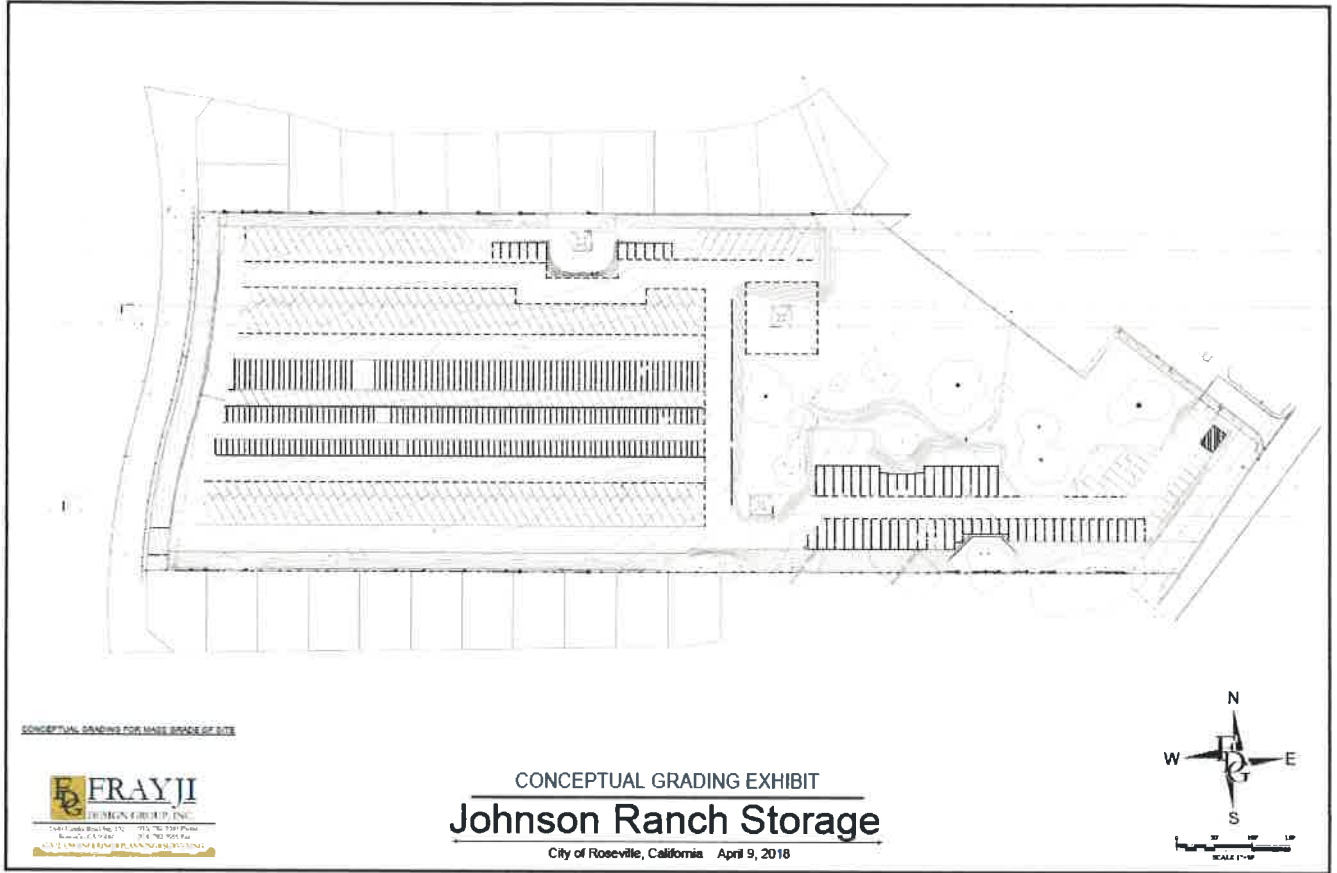 CONCEPTUAL GRADING FOR MASS GRADE OF SITE
FRAYJI
DESIGN GROUP, INC.
CONCEPTUAL GRADING EXHIBIT
Johnson Ranch Storage
City of Roseville, California April 9, 2018
N
W
E
S
EDG